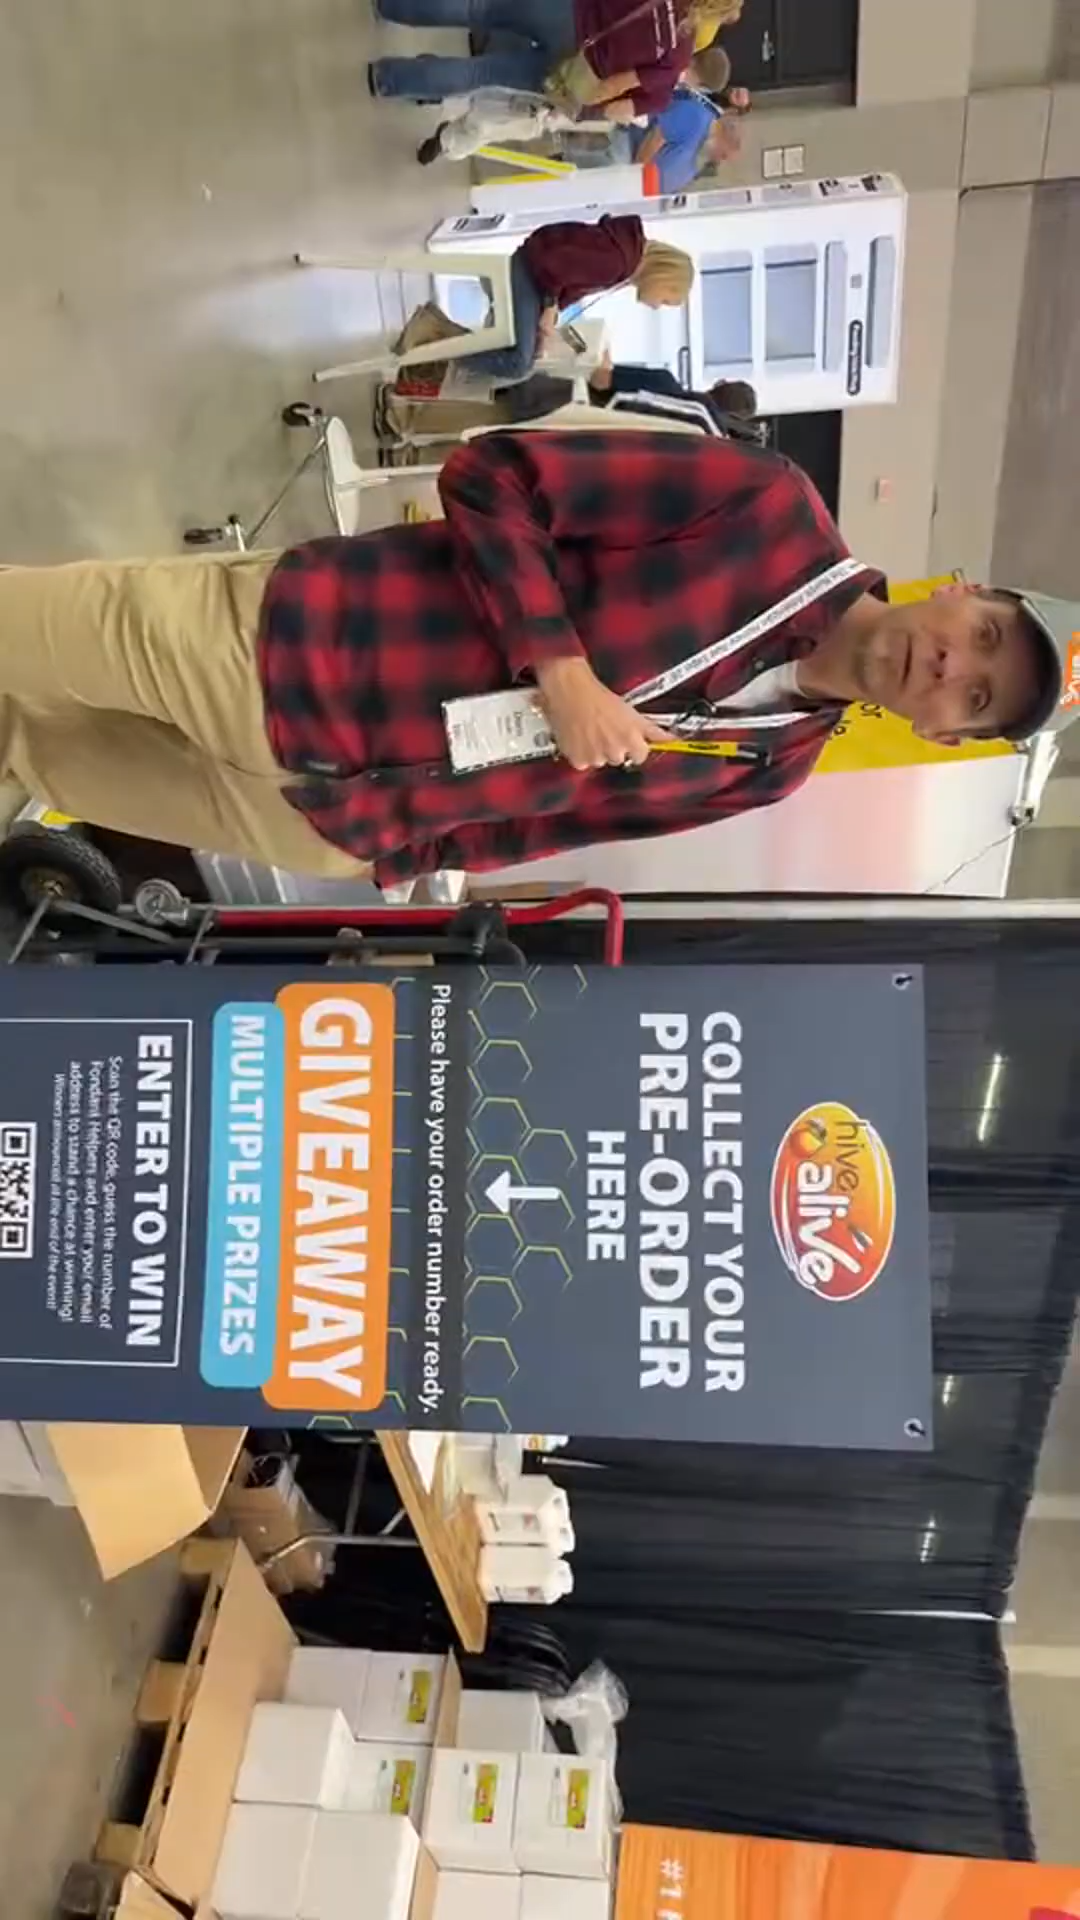 hive
alive
COLLECT YOUR
PRE-ORDER
HERE
Please have your order number ready.
GIVEAWAY
MULTIPLE PRIZES
ENTER TO WIN
Scan the QR code, guess the number of
Fondant Helpers and enter your email
address to stand a chance at winning!
Winners announced at the end of the event!
#1